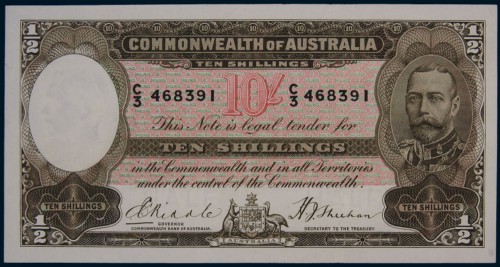 ½ ½
COMMONWEALTH OF AUSTRALIA
TEN SHILLINGS
C/3 468391 10/- C/3 468391
This Note is legal tender for
TEN SHILLINGS
in the Commonwealth and in all Territories
under the control of the Commonwealth.
TEN SHILLINGS TEN SHILLINGS
E C Riddle H J Sheehan
GOVERNOR SECRETARY TO THE TREASURY
COMMONWEALTH BANK OF AUSTRALIA
AUSTRALIA
½ ½